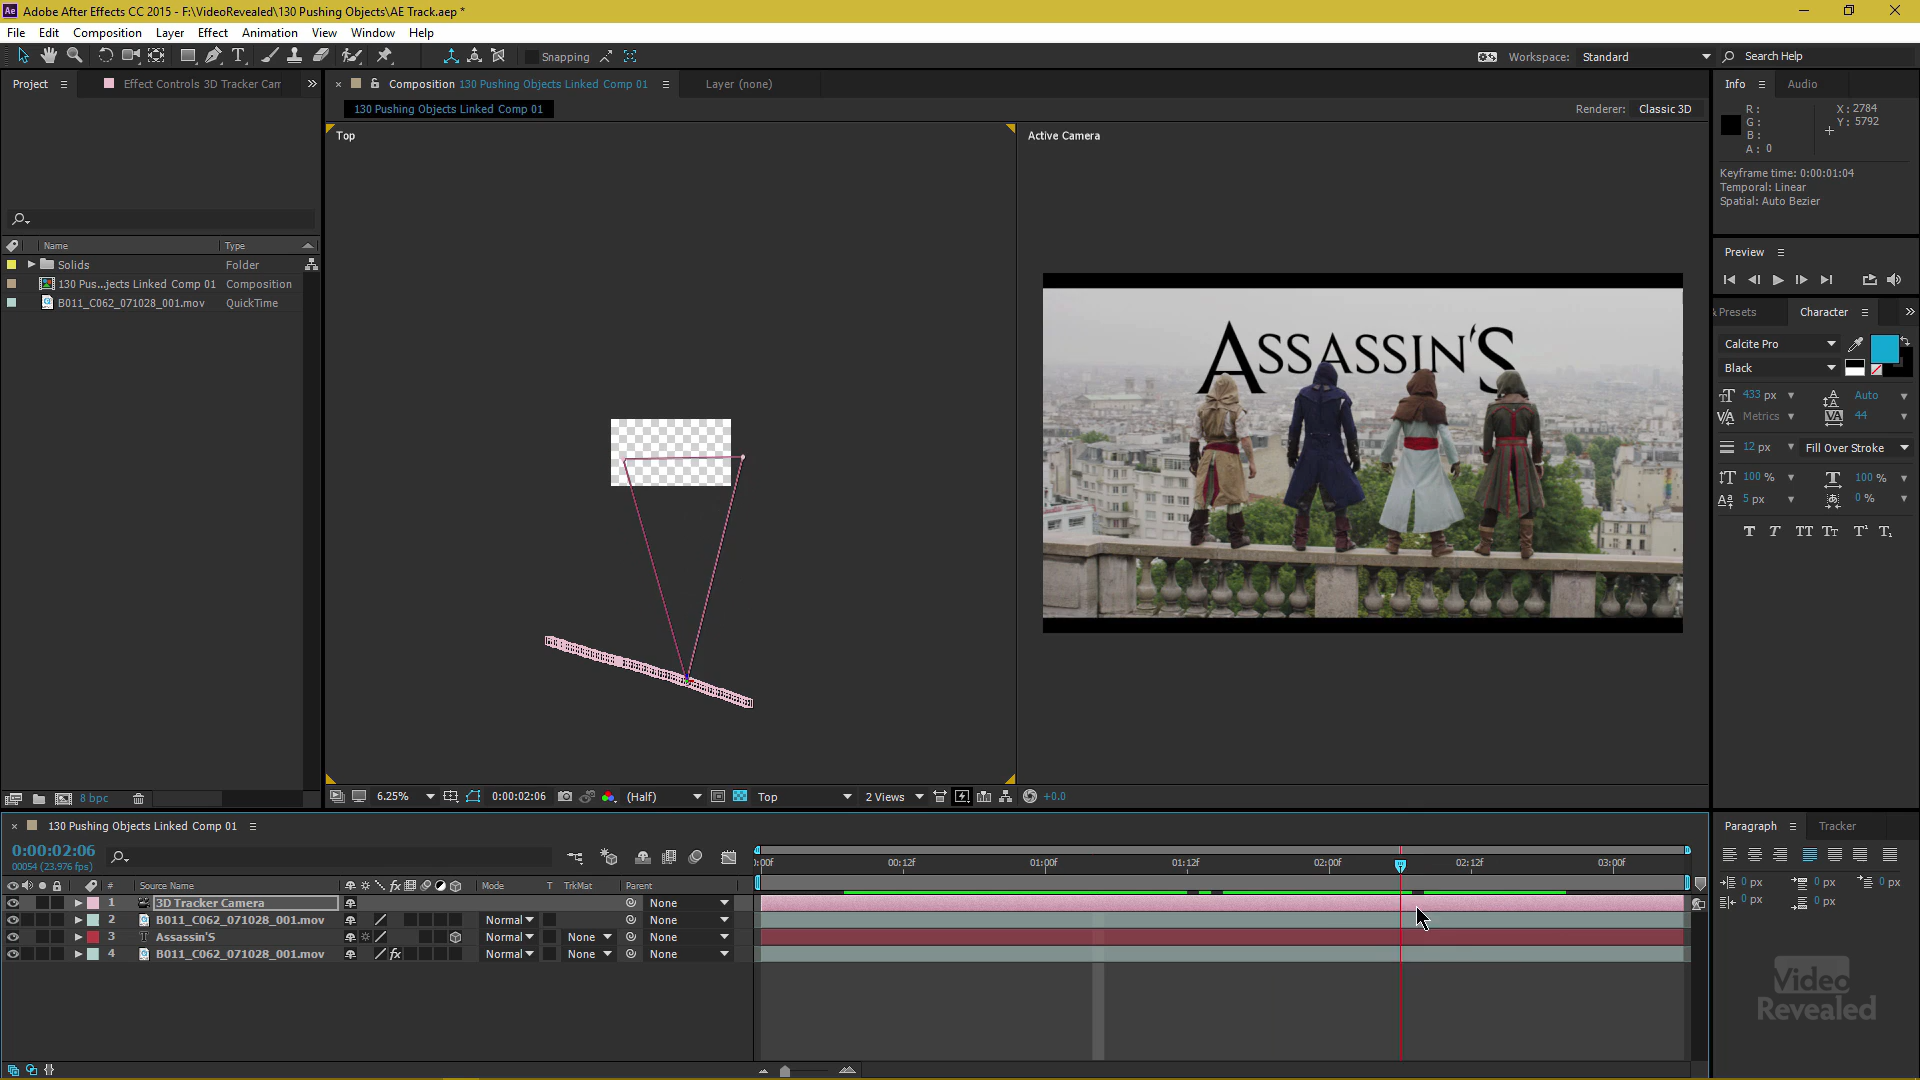 Ae Adobe After Effects CC 2015 - F:\VideoRevealed\130 Pushing Objects\AE Track.aep *
File Edit Composition Layer Effect Animation View Window Help
Snapping
Workspace: Standard
Search Help
Project
Effect Controls 3D Tracker Cam
Composition 130 Pushing Objects Linked Comp 01
Layer (none)
130 Pushing Objects Linked Comp 01
Renderer: Classic 3D
Top
Active Camera
ASSASSIN'S
Name Type
Solids Folder
130 Pus...jects Linked Comp 01 Composition
B011_C062_071028_001.mov QuickTime
8 bpc
6.25%
0:00:02:06
(Half)
Top
2 Views
+0.0
Info Audio
R:
G:
B:
A: 0
X: 2784
Y: 5792
Keyframe time: 0:00:01:04
Temporal: Linear
Spatial: Auto Bezier
Preview
& Presets Character
Calcite Pro
Black
433 px Auto
Metrics 44
12 px Fill Over Stroke
100 % 100 %
5 px 0 %
T T TT Tt T¹ T₁
130 Pushing Objects Linked Comp 01
0:00:02:06
00054 (23.976 fps)
:00f 00:12f 01:00f 01:12f 02:00f 02:12f 03:00f
# Source Name fx Mode T TrkMat Parent
1 3D Tracker Camera None
2 B011_C062_071028_001.mov Normal None
3 T Assassin'S Normal None None
4 B011_C062_071028_001.mov fx Normal None None
Paragraph Tracker
0 px 0 px 0 px
0 px 0 px
Video
Revealed